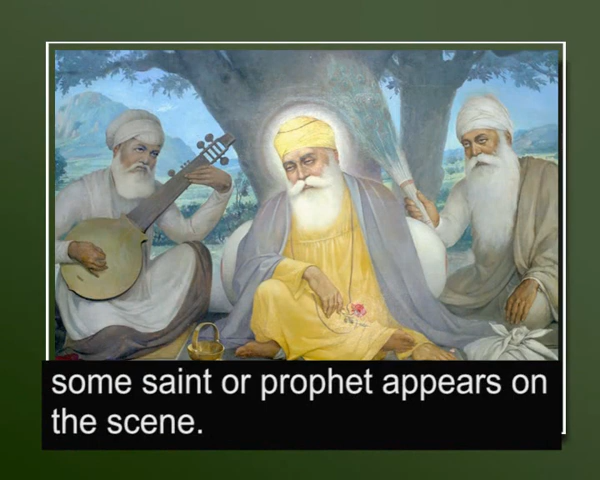 some saint or prophet appears on
the scene.